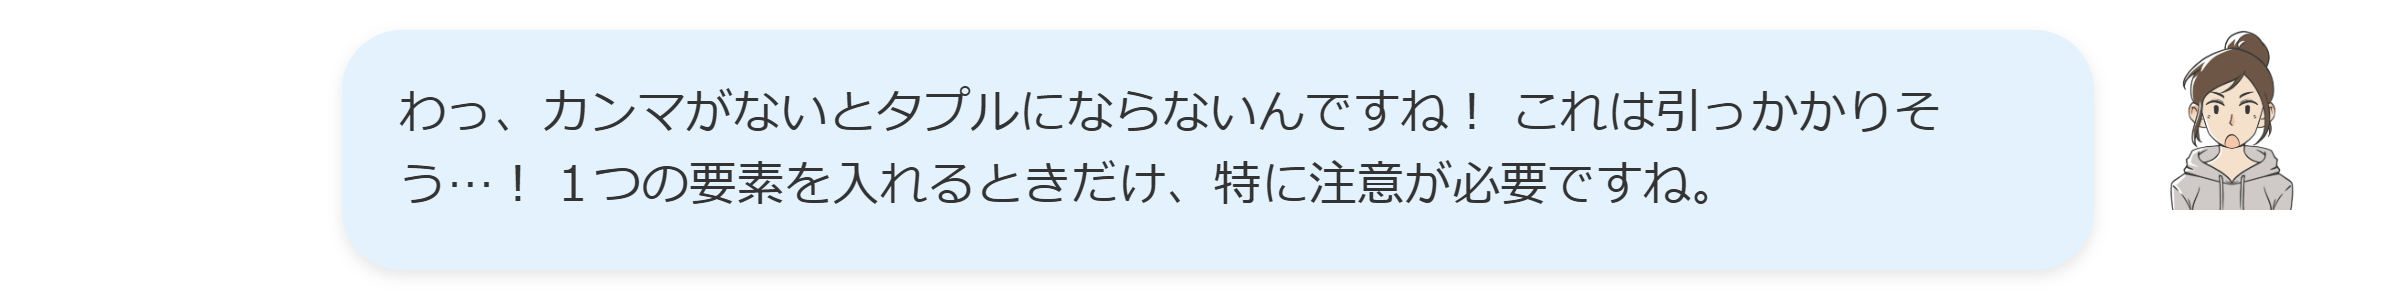 わっ、カンマがないとタプルにならないんですね！ これは引っかかりそ
う…！ 1つの要素を入れるときだけ、特に注意が必要ですね。